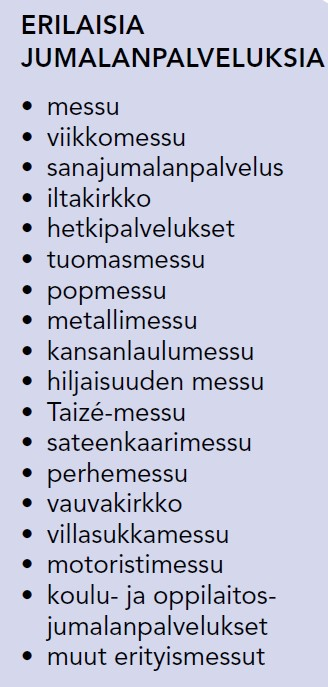 ERILAISIA
JUMALANPALVELUKSIA
• messu
• viikkomessu
• sanajumalanpalvelus
• iltakirkko
• hetkipalvelukset
• tuomasmessu
• popmessu
• metallimessu
• kansanlaulumessu
• hiljaisuuden messu
• Taizé-messu
• sateenkaarimessu
• perhemessu
• vauvakirkko
• villasukkamessu
• motoristimessu
• koulu- ja oppilaitos-
jumalanpalvelukset
• muut erityismessut